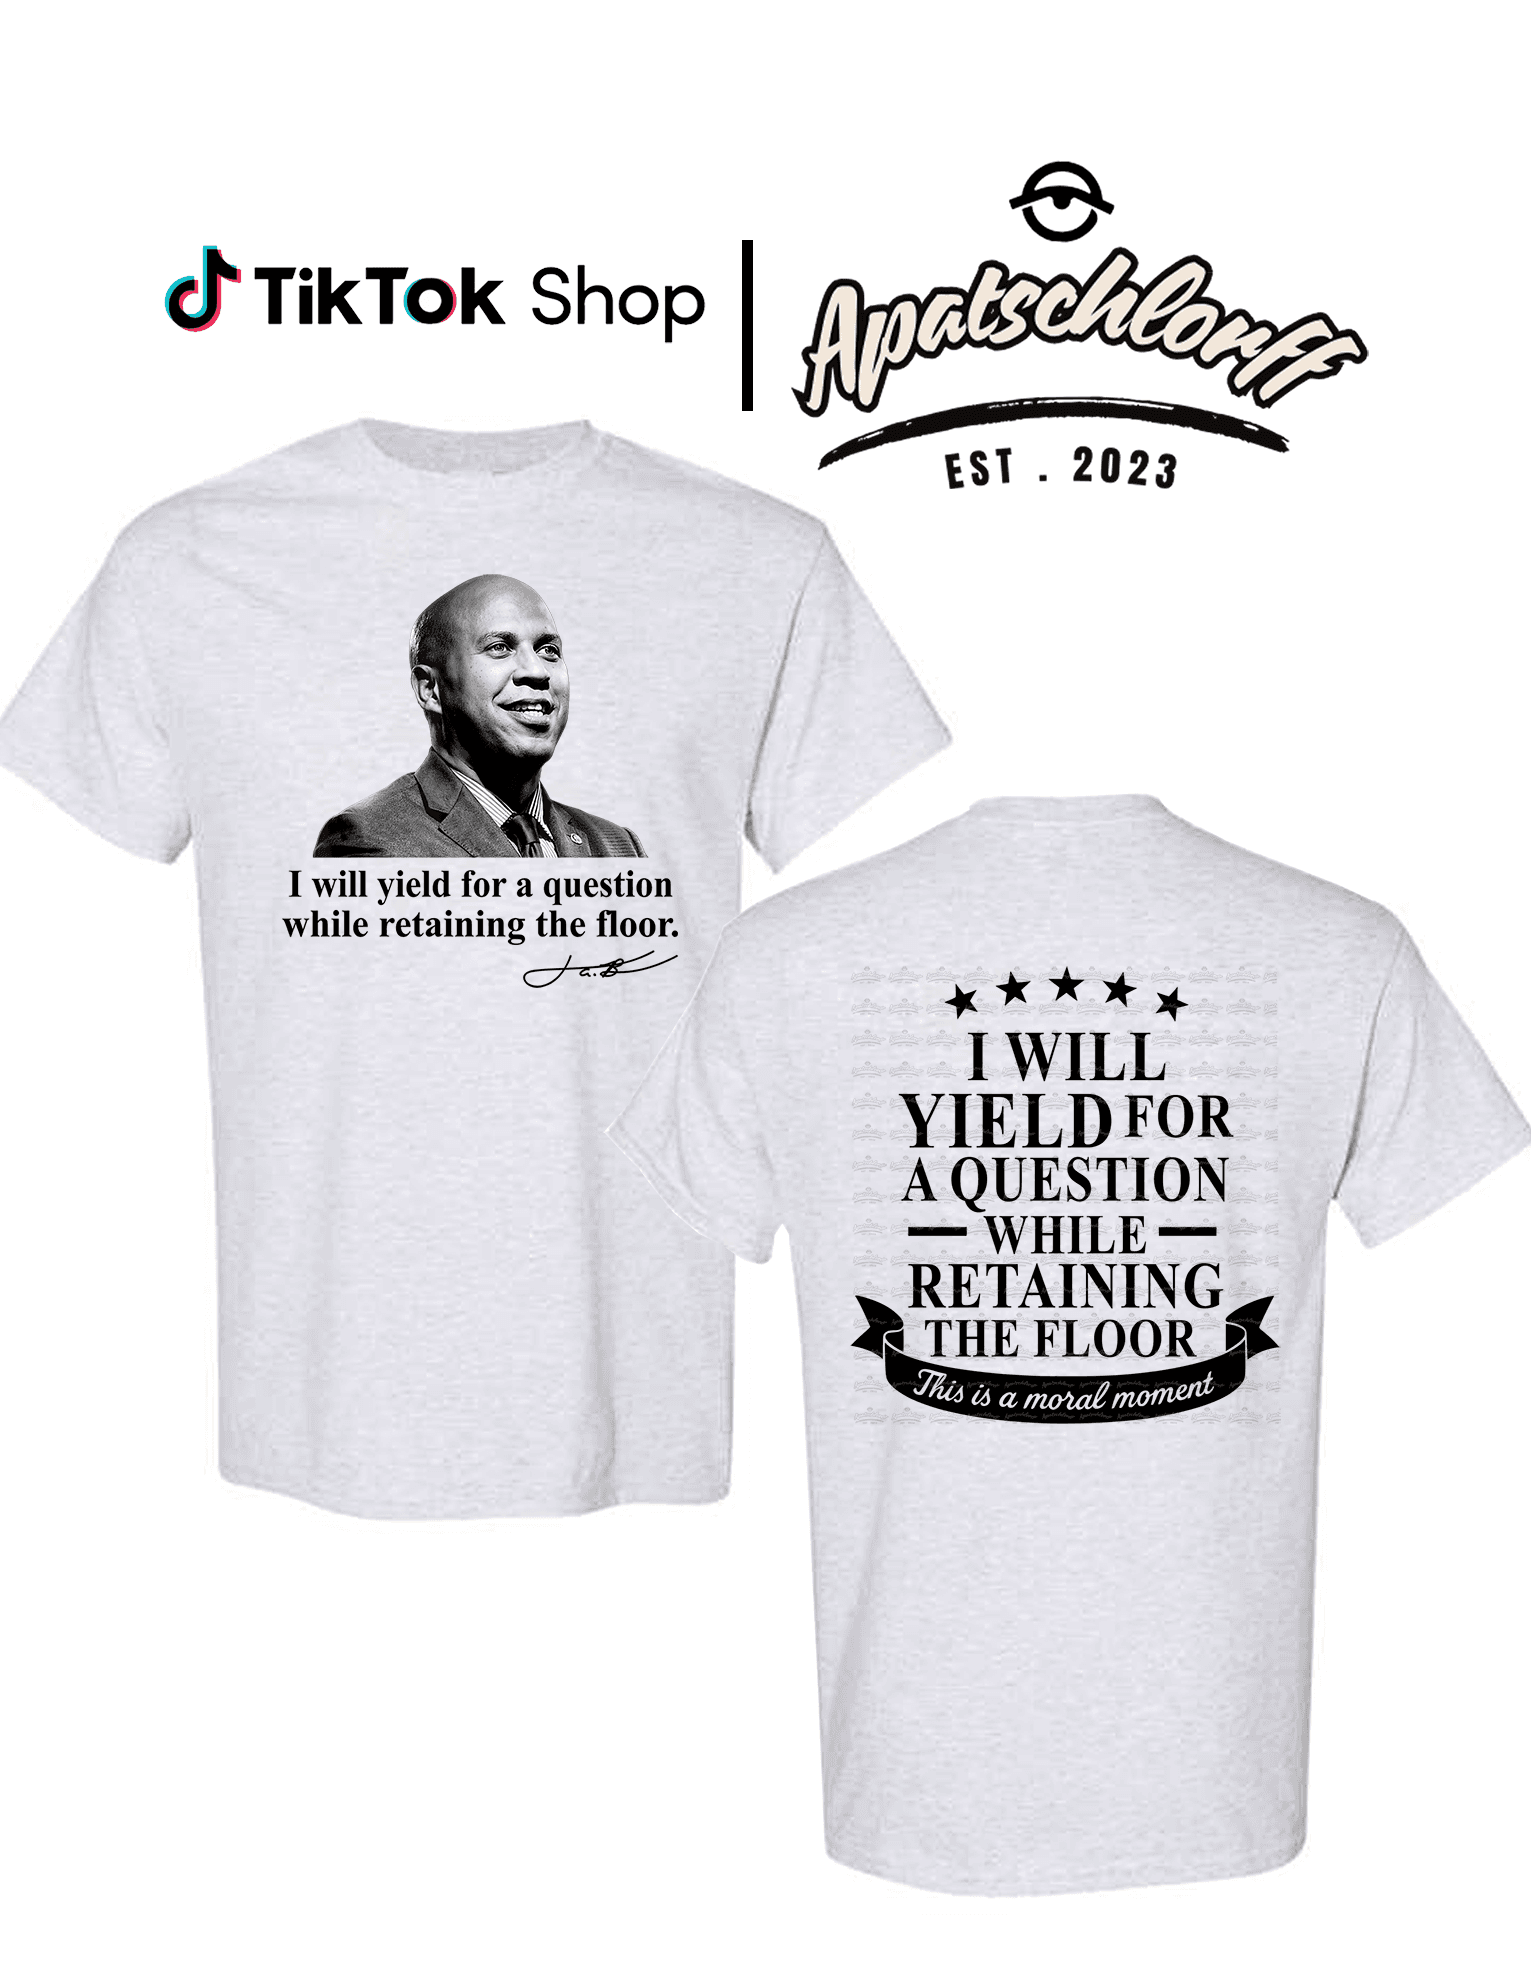 TikTok Shop
Apatschlorff
EST . 2023
I will yield for a question
while retaining the floor.
I WILL
YIELD FOR
A QUESTION
WHILE
RETAINING
THE FLOOR
This is a moral moment